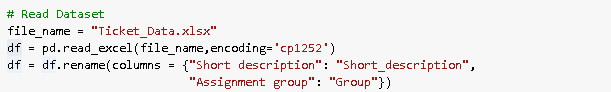 # Read Dataset
file_name = "Ticket_Data.xlsx"
df = pd.read_excel(file_name,encoding='cp1252')
df = df.rename(columns = {"Short description": "Short_description",
"Assignment group": "Group"})